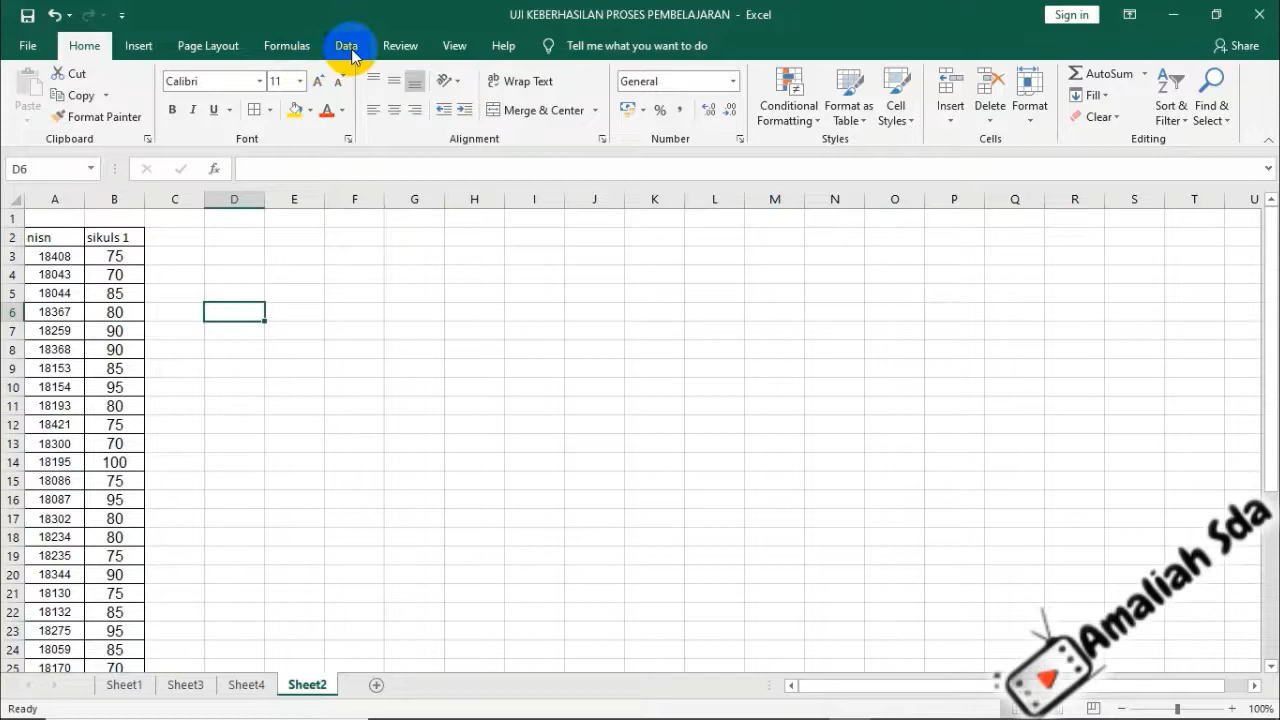 UJI KEBERHASILAN PROSES PEMBELAJARAN - Excel
Sign in
File Home Insert Page Layout Formulas Data Review View Help Tell me what you want to do Share
Paste
Cut
Copy
Format Painter
Clipboard
Calibri 11
B I U
Font
Wrap Text
Merge & Center
Alignment
General
Number
Conditional Formatting
Format as Table
Cell Styles
Styles
Insert Delete Format
Cells
AutoSum
Fill
Clear
Sort & Filter
Find & Select
Editing
D6 fx
A B C D E F G H I J K L M N O P Q R S T U
1
2 nisn sikuls 1
3 18408 75
4 18043 70
5 18044 85
6 18367 80
7 18259 90
8 18368 90
9 18153 85
10 18154 95
11 18193 80
12 18421 75
13 18300 70
14 18195 100
15 18086 75
16 18087 95
17 18302 80
18 18234 80
19 18235 75
20 18344 90
21 18130 75
22 18132 85
23 18275 95
24 18059 85
25 18170 70
Amaliah Sda
Sheet1 Sheet3 Sheet4 Sheet2
Ready 100%